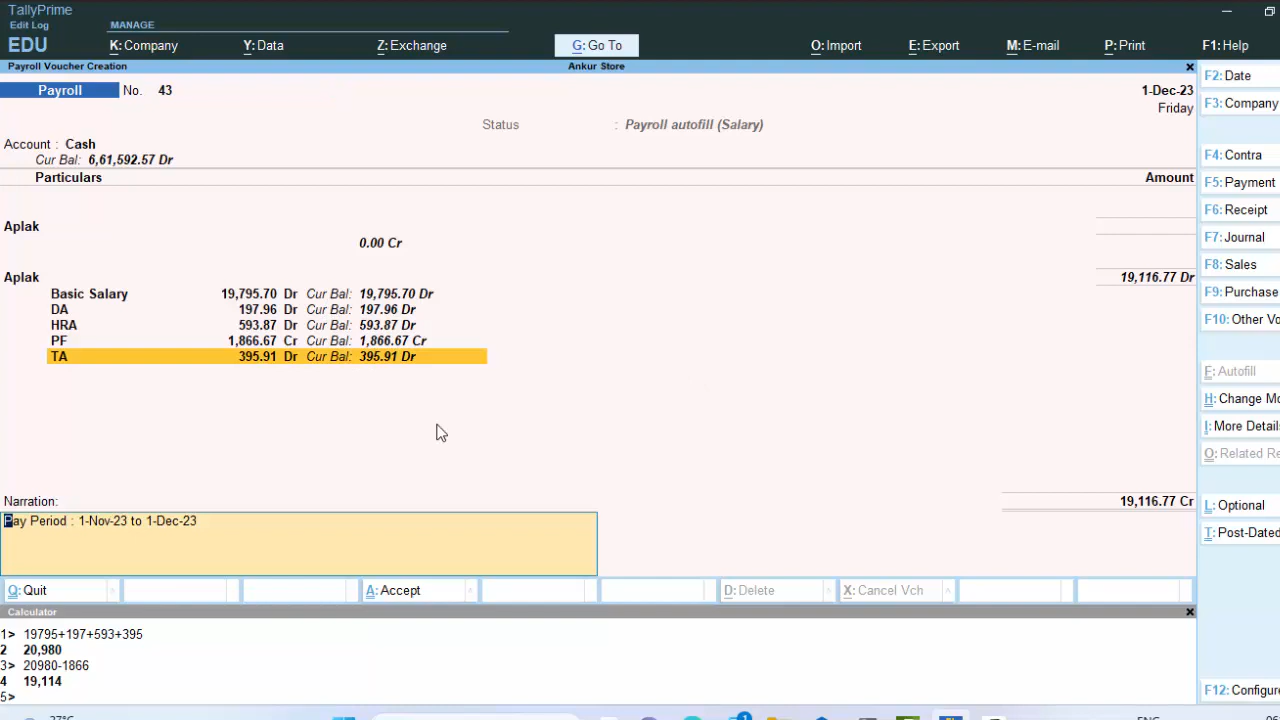 TallyPrime
Edit Log
MANAGE
EDU
K: Company
Y: Data
Z: Exchange
G: Go To
O: Import
E: Export
M: E-mail
P: Print
F1: Help
Payroll Voucher Creation
Ankur Store
Payroll No. 43
1-Dec-23
Friday
Status : Payroll autofill (Salary)
Account : Cash
Cur Bal: 6,61,592.57 Dr
Particulars
Amount
Aplak
0.00 Cr
Aplak
19,116.77 Dr
Basic Salary 19,795.70 Dr Cur Bal: 19,795.70 Dr
DA 197.96 Dr Cur Bal: 197.96 Dr
HRA 593.87 Dr Cur Bal: 593.87 Dr
PF 1,866.67 Cr Cur Bal: 1,866.67 Cr
TA 395.91 Dr Cur Bal: 395.91 Dr
Narration:
19,116.77 Cr
Pay Period : 1-Nov-23 to 1-Dec-23
Q: Quit
A: Accept
D: Delete
X: Cancel Vch
F2: Date
F3: Company
F4: Contra
F5: Payment
F6: Receipt
F7: Journal
F8: Sales
F9: Purchase
F10: Other Vo
F: Autofill
H: Change Mo
I: More Detail
O: Related Re
L: Optional
T: Post-Dated
F12: Configure
Calculator
1> 19795+197+593+395
2 20,980
3> 20980-1866
4 19,114
5>